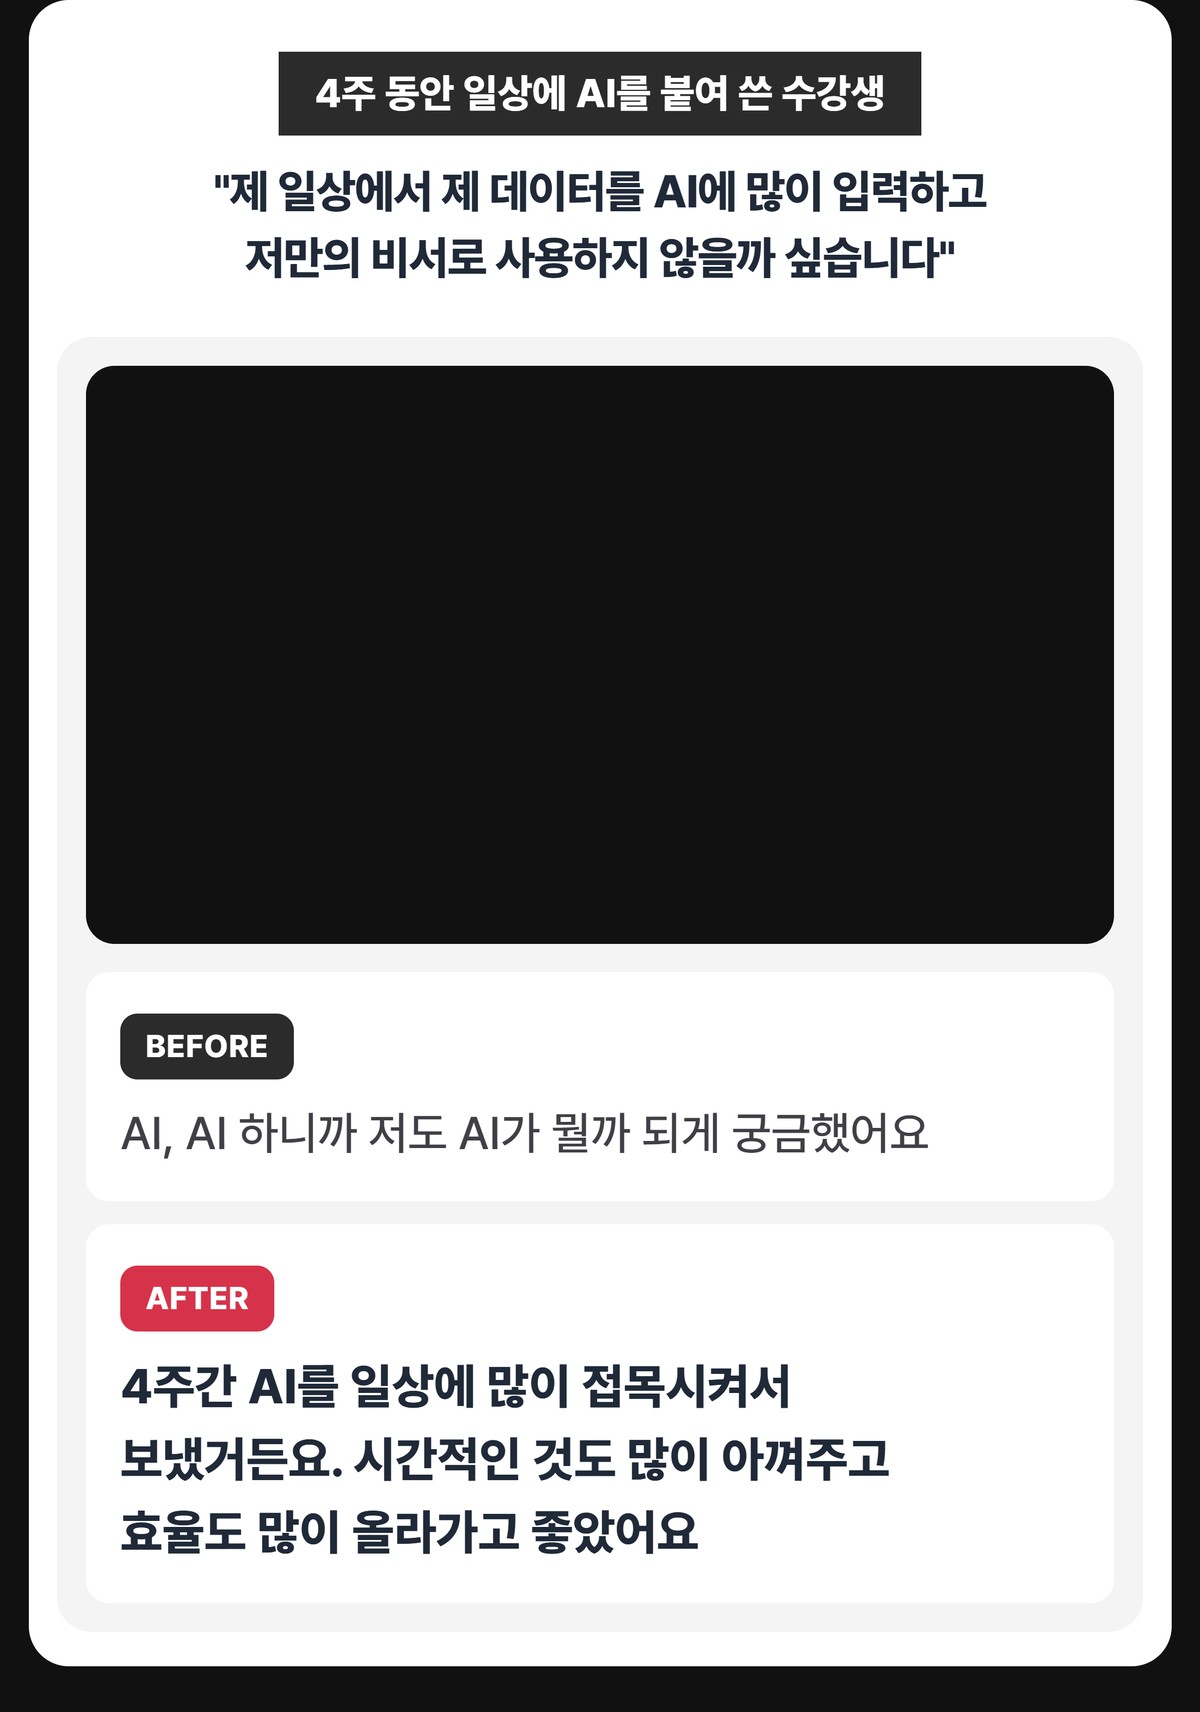 4주 동안 일상에 AI를 붙여 쓴 수강생
"제 일상에서 제 데이터를 AI에 많이 입력하고
저만의 비서로 사용하지 않을까 싶습니다"
BEFORE
AI, AI 하니까 저도 AI가 뭘까 되게 궁금했어요
AFTER
4주간 AI를 일상에 많이 접목시켜서
보냈거든요. 시간적인 것도 많이 아껴주고
효율도 많이 올라가고 좋았어요